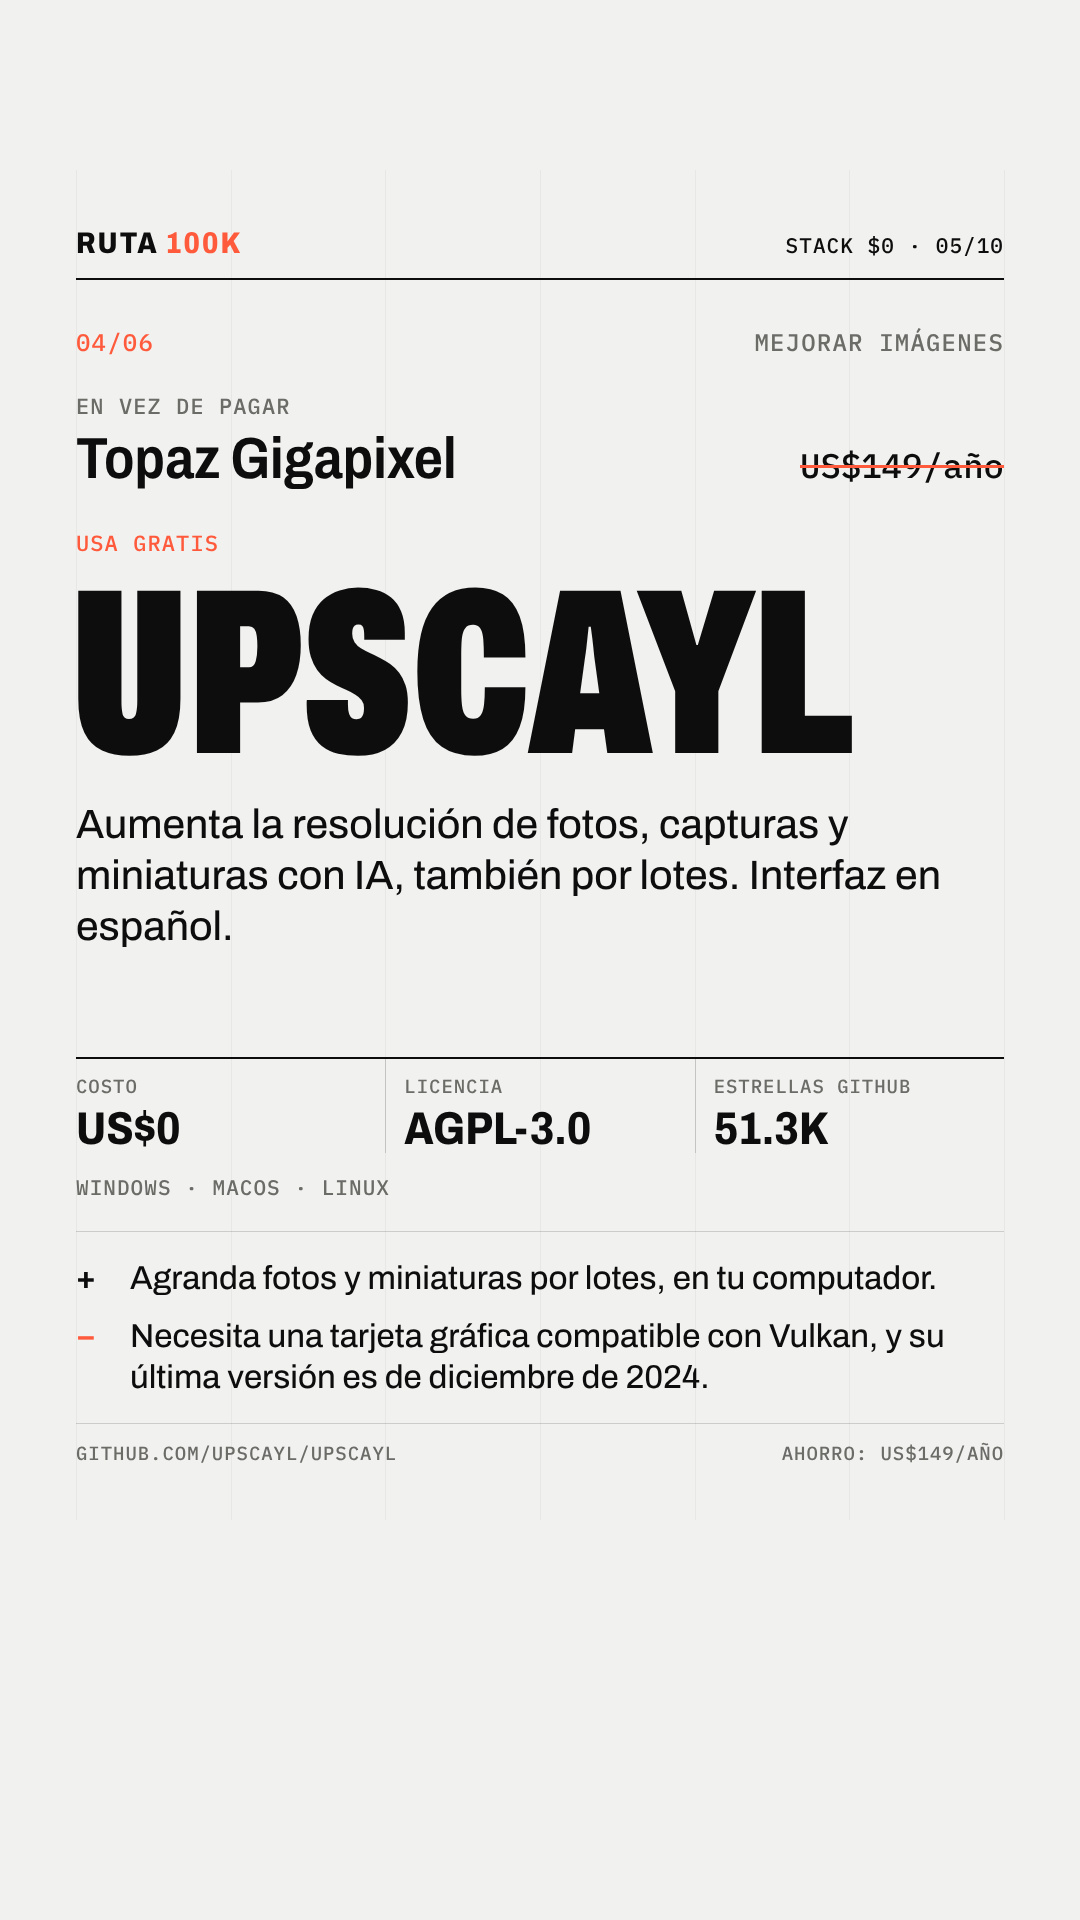 RUTA 100K
STACK $0 · 05/10
04/06
MEJORAR IMÁGENES
EN VEZ DE PAGAR
Topaz Gigapixel
US$149/año
USA GRATIS
UPSCAYL
Aumenta la resolución de fotos, capturas y
miniaturas con IA, también por lotes. Interfaz en
español.
COSTO
US$0
LICENCIA
AGPL-3.0
ESTRELLAS GITHUB
51.3K
WINDOWS · MACOS · LINUX
+ Agranda fotos y miniaturas por lotes, en tu computador.
– Necesita una tarjeta gráfica compatible con Vulkan, y su
última versión es de diciembre de 2024.
GITHUB.COM/UPSCAYL/UPSCAYL
AHORRO: US$149/AÑO